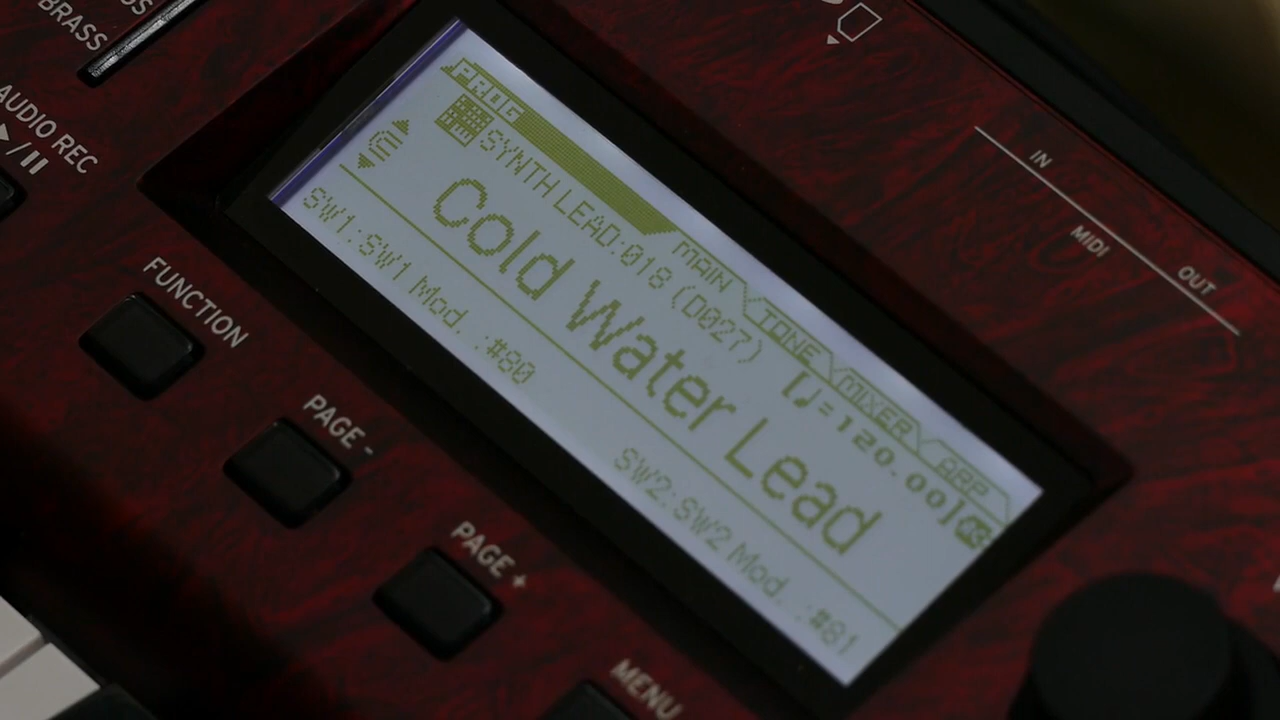 BRASS
AUDIO REC
FUNCTION
PAGE -
PAGE +
MENU
PROG
MAIN TONE MIXER ARP
SYNTH LEAD:018 (D027) [♩=120.00]
Cold Water Lead
SW1:SW1 Mod. :#80
SW2:SW2 Mod. :#81
IN
MIDI
OUT